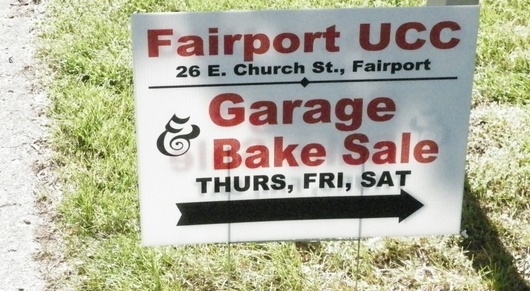 Fairport UCC
26 E. Church St., Fairport
Garage
& Bake Sale
THURS, FRI, SAT